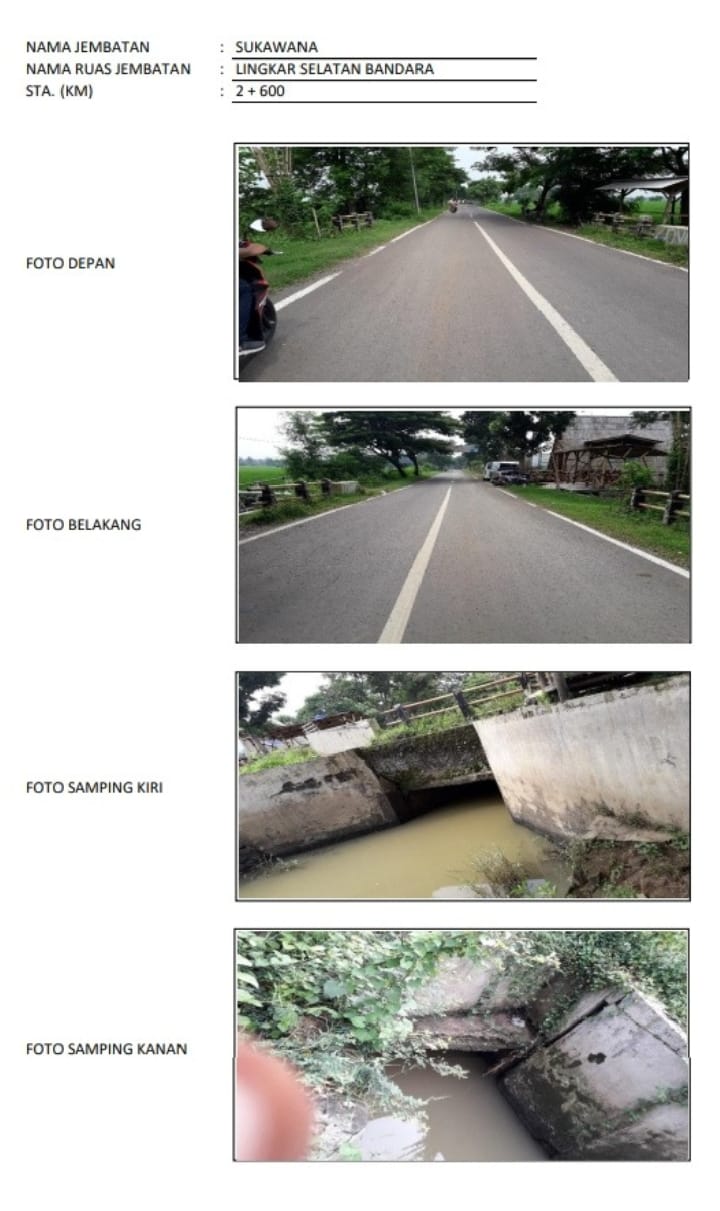 NAMA JEMBATAN : SUKAWANA
NAMA RUAS JEMBATAN : LINGKAR SELATAN BANDARA
STA. (KM) : 2 + 600
FOTO DEPAN
FOTO BELAKANG
FOTO SAMPING KIRI
FOTO SAMPING KANAN